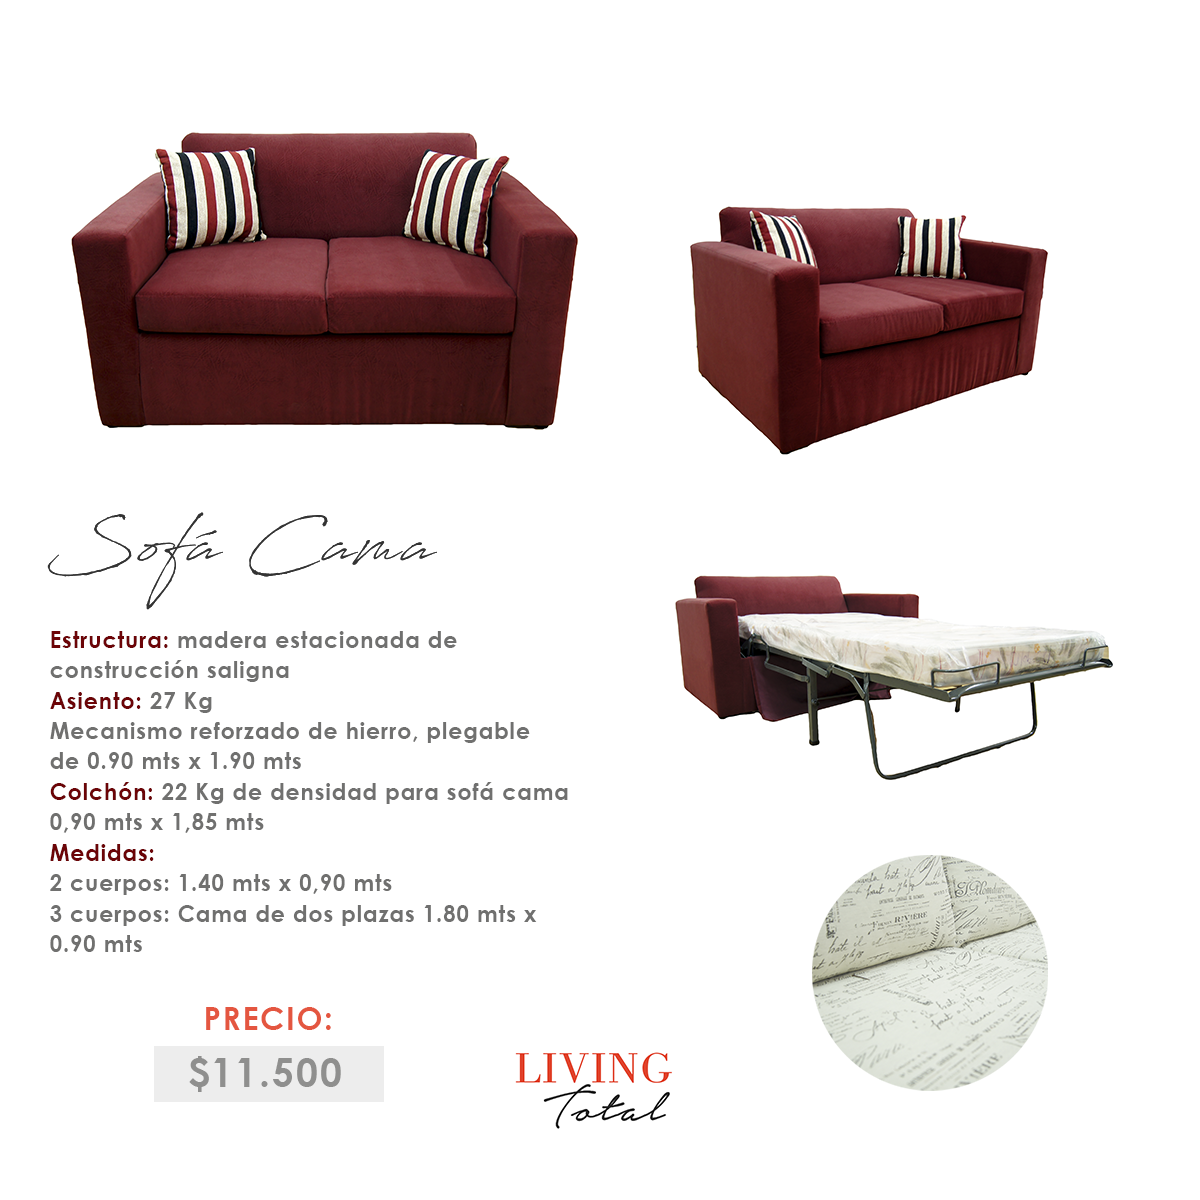 Sofá Cama
Estructura: madera estacionada de
construcción saligna
Asiento: 27 Kg
Mecanismo reforzado de hierro, plegable
de 0.90 mts x 1.90 mts
Colchón: 22 Kg de densidad para sofá cama
0,90 mts x 1,85 mts
Medidas:
2 cuerpos: 1.40 mts x 0,90 mts
3 cuerpos: Cama de dos plazas 1.80 mts x
0.90 mts
PRECIO:
$11.500
LIVING
Total
RIVIÈRE